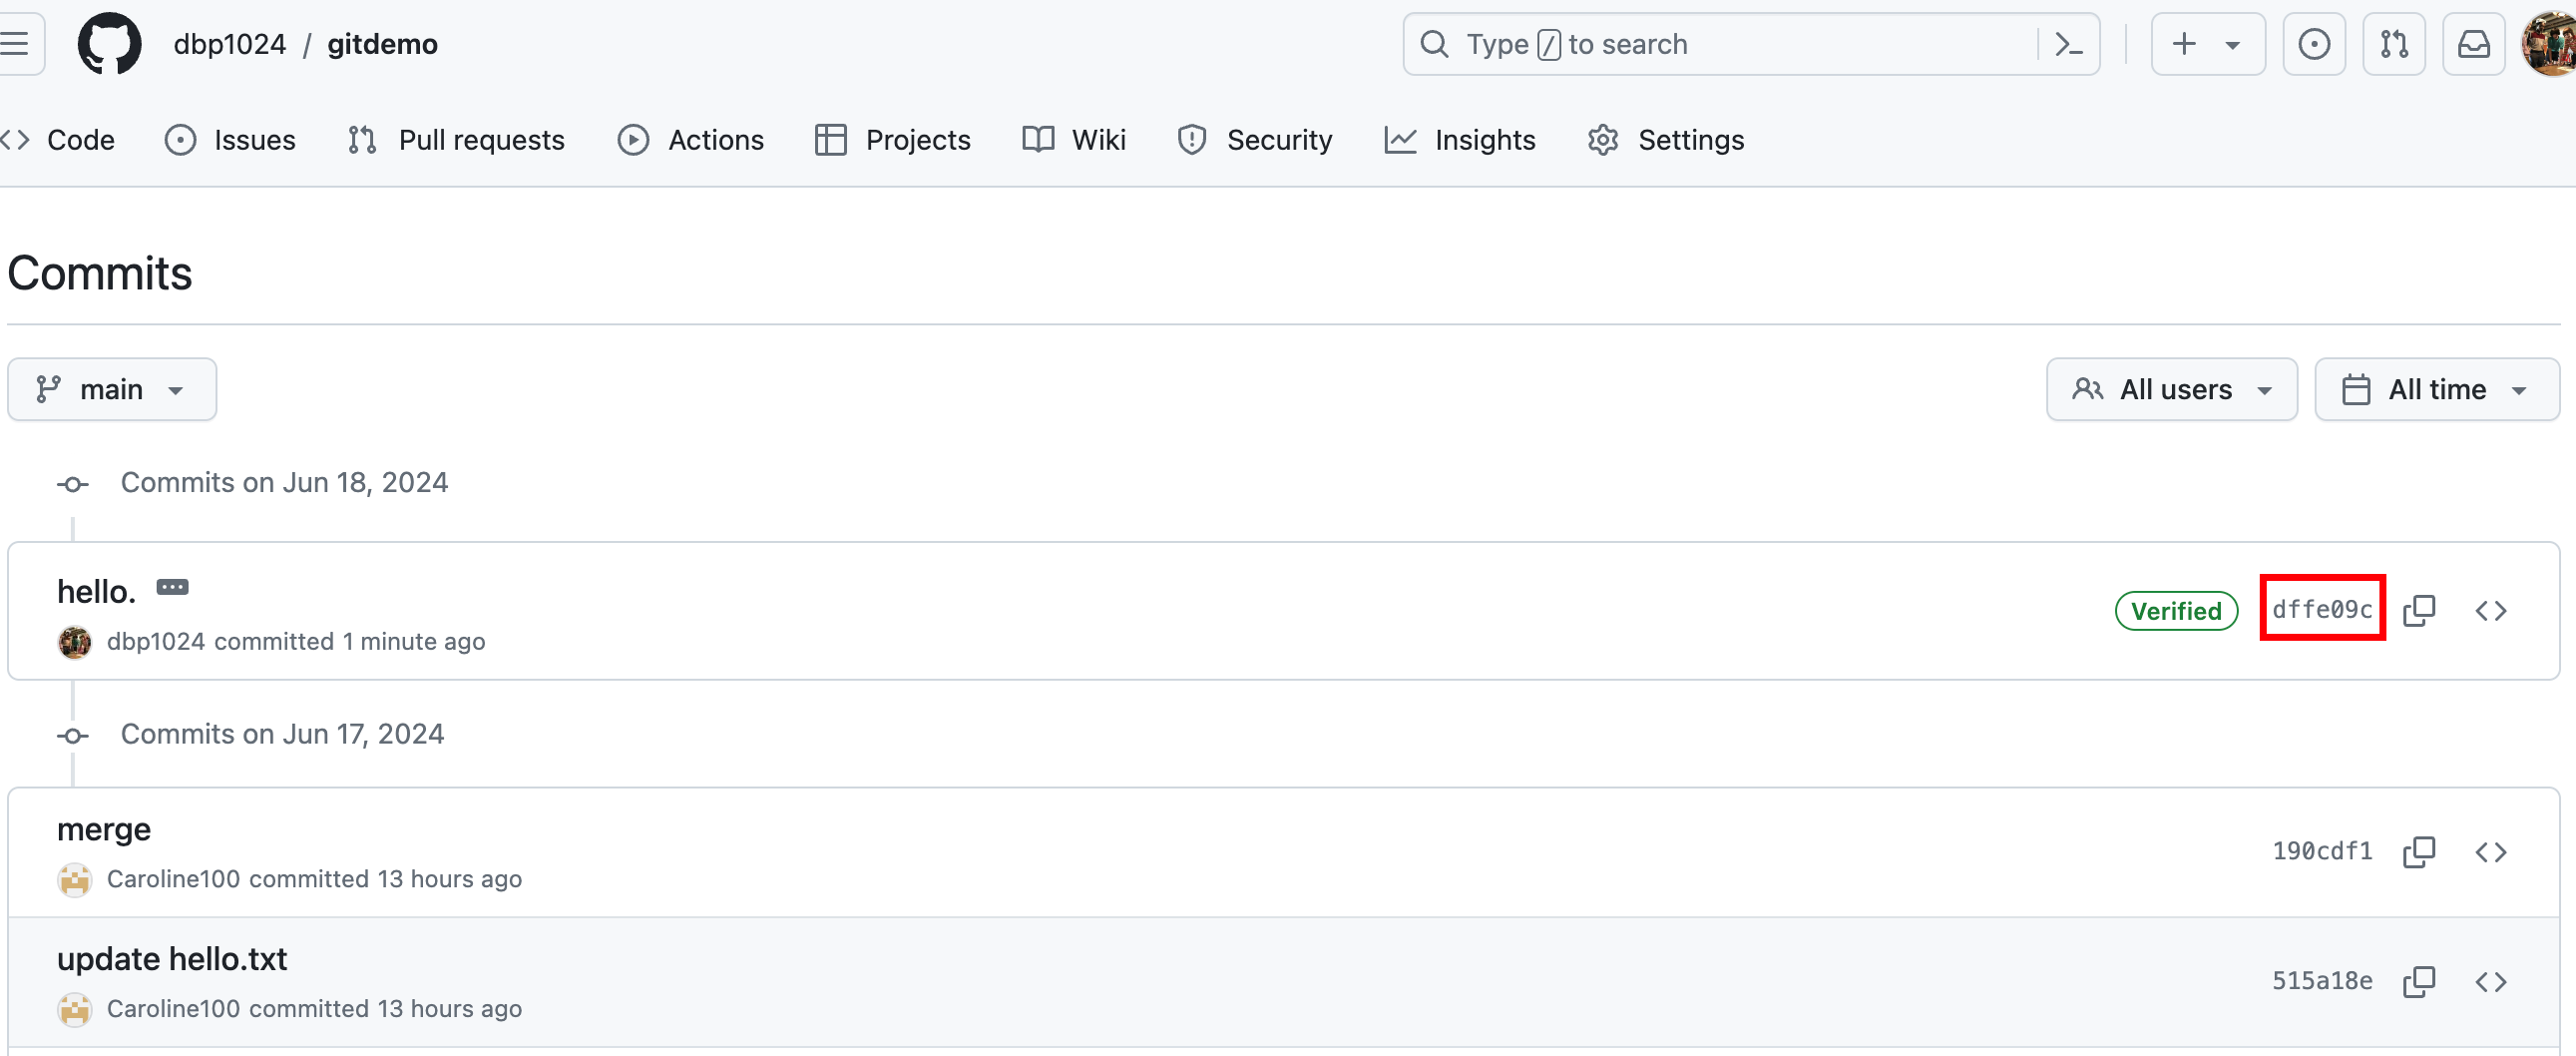 dbp1024 / gitdemo
Type / to search
Code Issues Pull requests Actions Projects Wiki Security Insights Settings
Commits
main
All users All time
Commits on Jun 18, 2024
hello.
Verified dffe09c
dbp1024 committed 1 minute ago
Commits on Jun 17, 2024
merge
190cdf1
Caroline100 committed 13 hours ago
update hello.txt
515a18e
Caroline100 committed 13 hours ago